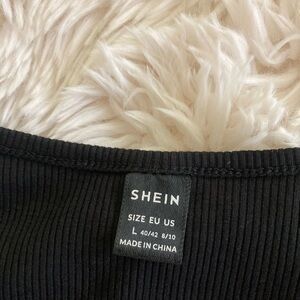 SHEIN
SIZE EU US
L 40/42 8/10
MADE IN CHINA